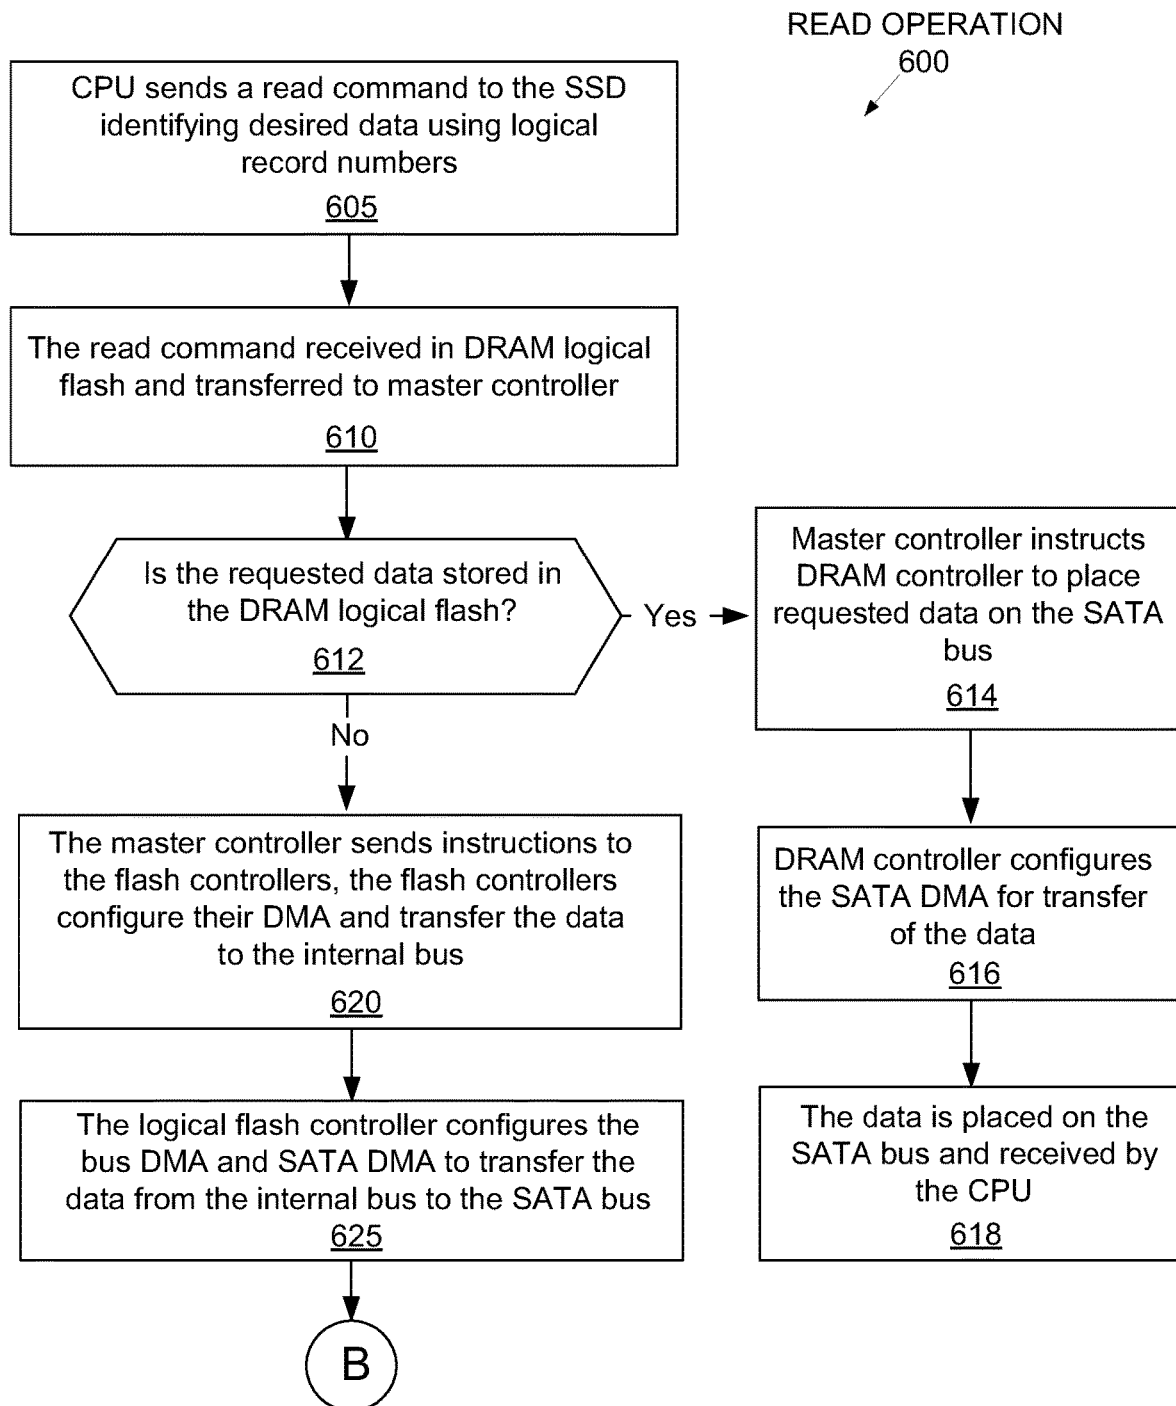 READ OPERATION
600
CPU sends a read command to the SSD
identifying desired data using logical
record numbers
605
The read command received in DRAM logical
flash and transferred to master controller
610
Is the requested data stored in
the DRAM logical flash?
612
Yes
No
Master controller instructs
DRAM controller to place
requested data on the SATA
bus
614
DRAM controller configures
the SATA DMA for transfer
of the data
616
The data is placed on the
SATA bus and received by
the CPU
618
The master controller sends instructions to
the flash controllers, the flash controllers
configure their DMA and transfer the data
to the internal bus
620
The logical flash controller configures the
bus DMA and SATA DMA to transfer the
data from the internal bus to the SATA bus
625
B